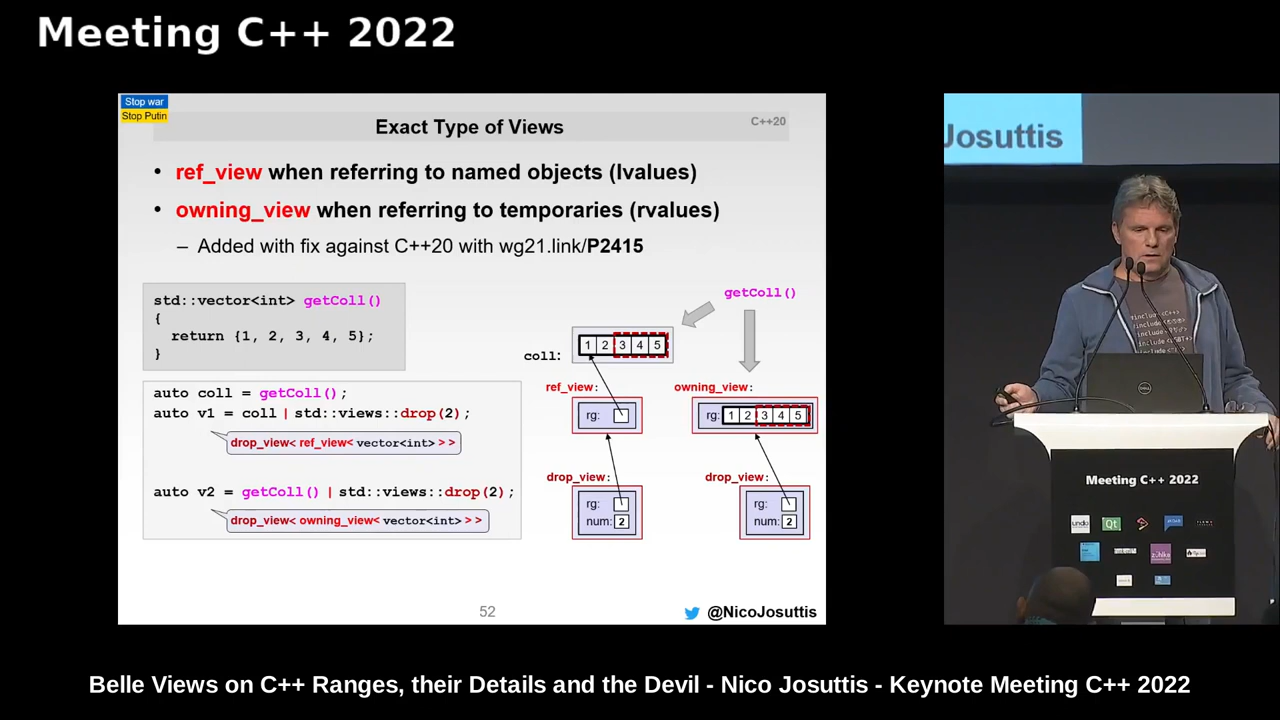 Meeting C++ 2022
Stop war
Stop Putin
Exact Type of Views
C++20
• ref_view when referring to named objects (lvalues)
• owning_view when referring to temporaries (rvalues)
– Added with fix against C++20 with wg21.link/P2415
std::vector<int> getColl()
{
return {1, 2, 3, 4, 5};
}
auto coll = getColl();
auto v1 = coll | std::views::drop(2);
drop_view< ref_view< vector<int> > >
auto v2 = getColl() | std::views::drop(2);
drop_view< owning_view< vector<int> > >
getColl()
coll:
1 2 3 4 5
ref_view:
owning_view:
rg:
rg: 1 2 3 4 5
drop_view:
drop_view:
rg:
num: 2
rg:
num: 2
52
@NicoJosuttis
Josuttis
#include <C++>
Meeting C++ 2022
undo
Qt
zühlke
DELL
Belle Views on C++ Ranges, their Details and the Devil - Nico Josuttis - Keynote Meeting C++ 2022